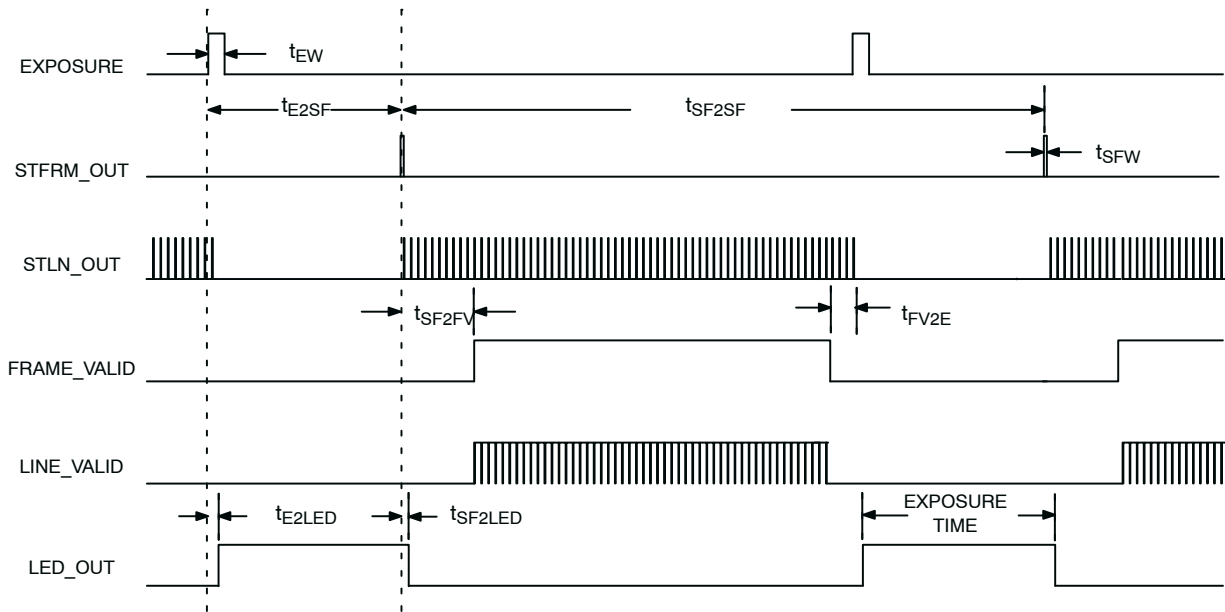 EXPOSURE
tEW
tE2SF
tSF2SF
STFRM_OUT
tSFW
STLN_OUT
tSF2FV
tFV2E
FRAME_VALID
LINE_VALID
tE2LED
tSF2LED
EXPOSURE
TIME
LED_OUT